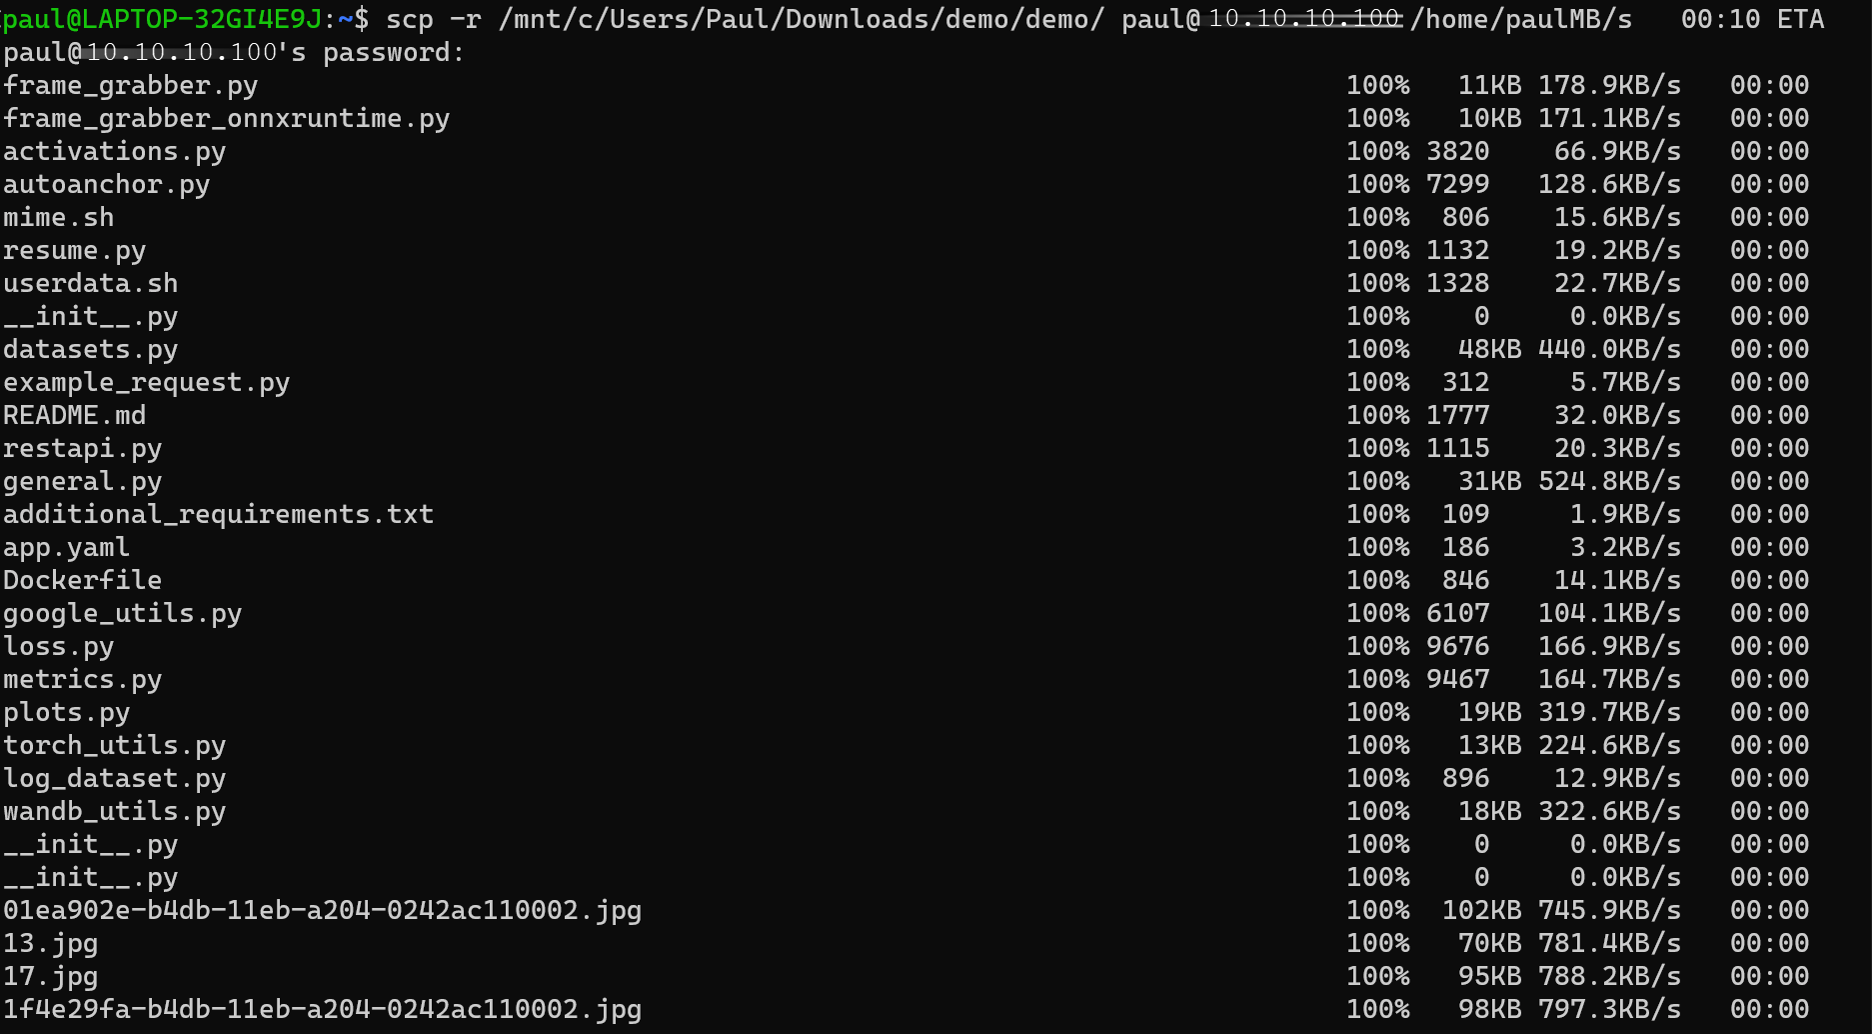 paul@LAPTOP-32GI4E9J:~$ scp -r /mnt/c/Users/Paul/Downloads/demo/demo/ paul@10.10.10.100/home/paulMB/s   00:10 ETA
paul@10.10.10.100's password:
frame_grabber.py 100% 11KB 178.9KB/s 00:00
frame_grabber_onnxruntime.py 100% 10KB 171.1KB/s 00:00
activations.py 100% 3820 66.9KB/s 00:00
autoanchor.py 100% 7299 128.6KB/s 00:00
mime.sh 100% 806 15.6KB/s 00:00
resume.py 100% 1132 19.2KB/s 00:00
userdata.sh 100% 1328 22.7KB/s 00:00
__init__.py 100% 0 0.0KB/s 00:00
datasets.py 100% 48KB 440.0KB/s 00:00
example_request.py 100% 312 5.7KB/s 00:00
README.md 100% 1777 32.0KB/s 00:00
restapi.py 100% 1115 20.3KB/s 00:00
general.py 100% 31KB 524.8KB/s 00:00
additional_requirements.txt 100% 109 1.9KB/s 00:00
app.yaml 100% 186 3.2KB/s 00:00
Dockerfile 100% 846 14.1KB/s 00:00
google_utils.py 100% 6107 104.1KB/s 00:00
loss.py 100% 9676 166.9KB/s 00:00
metrics.py 100% 9467 164.7KB/s 00:00
plots.py 100% 19KB 319.7KB/s 00:00
torch_utils.py 100% 13KB 224.6KB/s 00:00
log_dataset.py 100% 896 12.9KB/s 00:00
wandb_utils.py 100% 18KB 322.6KB/s 00:00
__init__.py 100% 0 0.0KB/s 00:00
__init__.py 100% 0 0.0KB/s 00:00
01ea902e-b4db-11eb-a204-0242ac110002.jpg 100% 102KB 745.9KB/s 00:00
13.jpg 100% 70KB 781.4KB/s 00:00
17.jpg 100% 95KB 788.2KB/s 00:00
1f4e29fa-b4db-11eb-a204-0242ac110002.jpg 100% 98KB 797.3KB/s 00:00